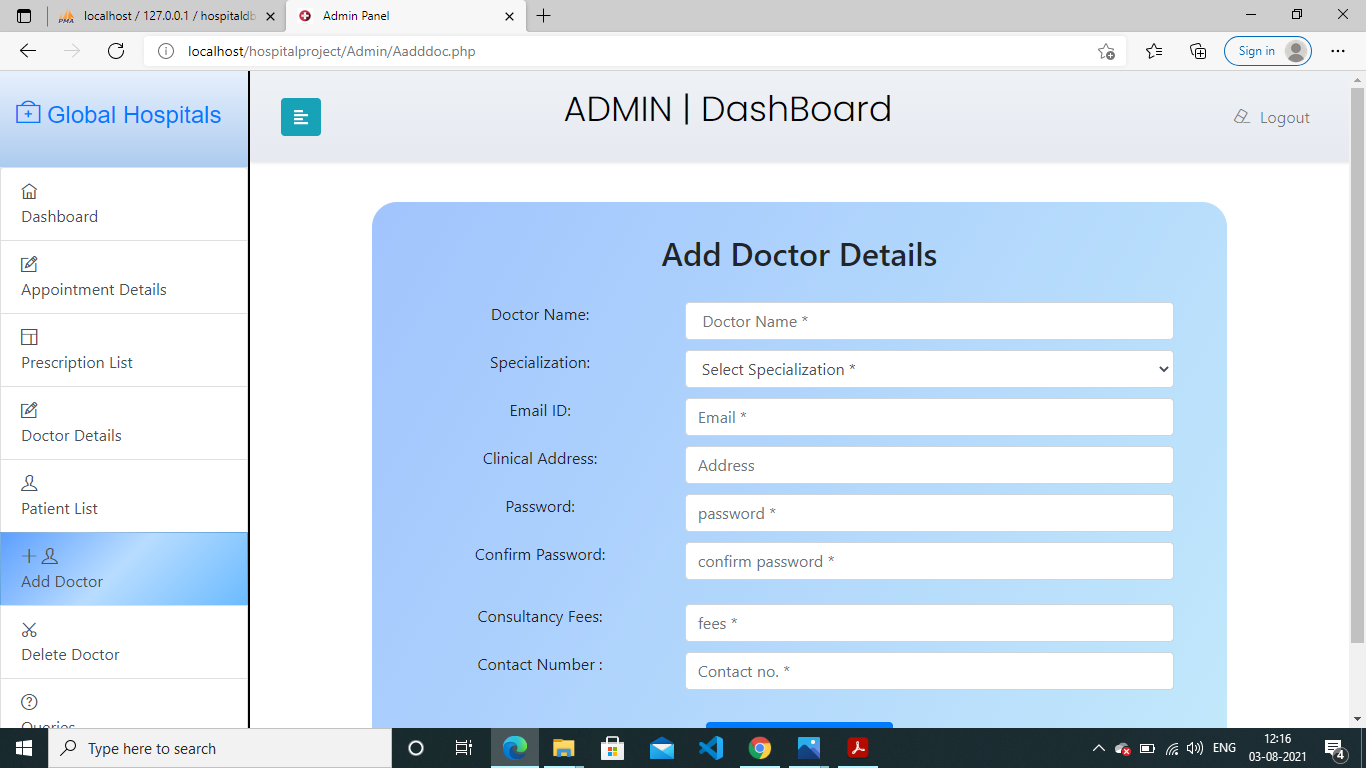 localhost / 127.0.0.1 / hospitaldb
Admin Panel
localhost/hospitalproject/Admin/Aadddoc.php
Sign in
Global Hospitals
ADMIN | DashBoard
Logout
Dashboard
Appointment Details
Prescription List
Doctor Details
Patient List
Add Doctor
Delete Doctor
Queries
Add Doctor Details
Doctor Name:
Doctor Name *
Specialization:
Select Specialization *
Email ID:
Email *
Clinical Address:
Address
Password:
password *
Confirm Password:
confirm password *
Consultancy Fees:
fees *
Contact Number :
Contact no. *
Type here to search
ENG
12:16
03-08-2021
4
PMA